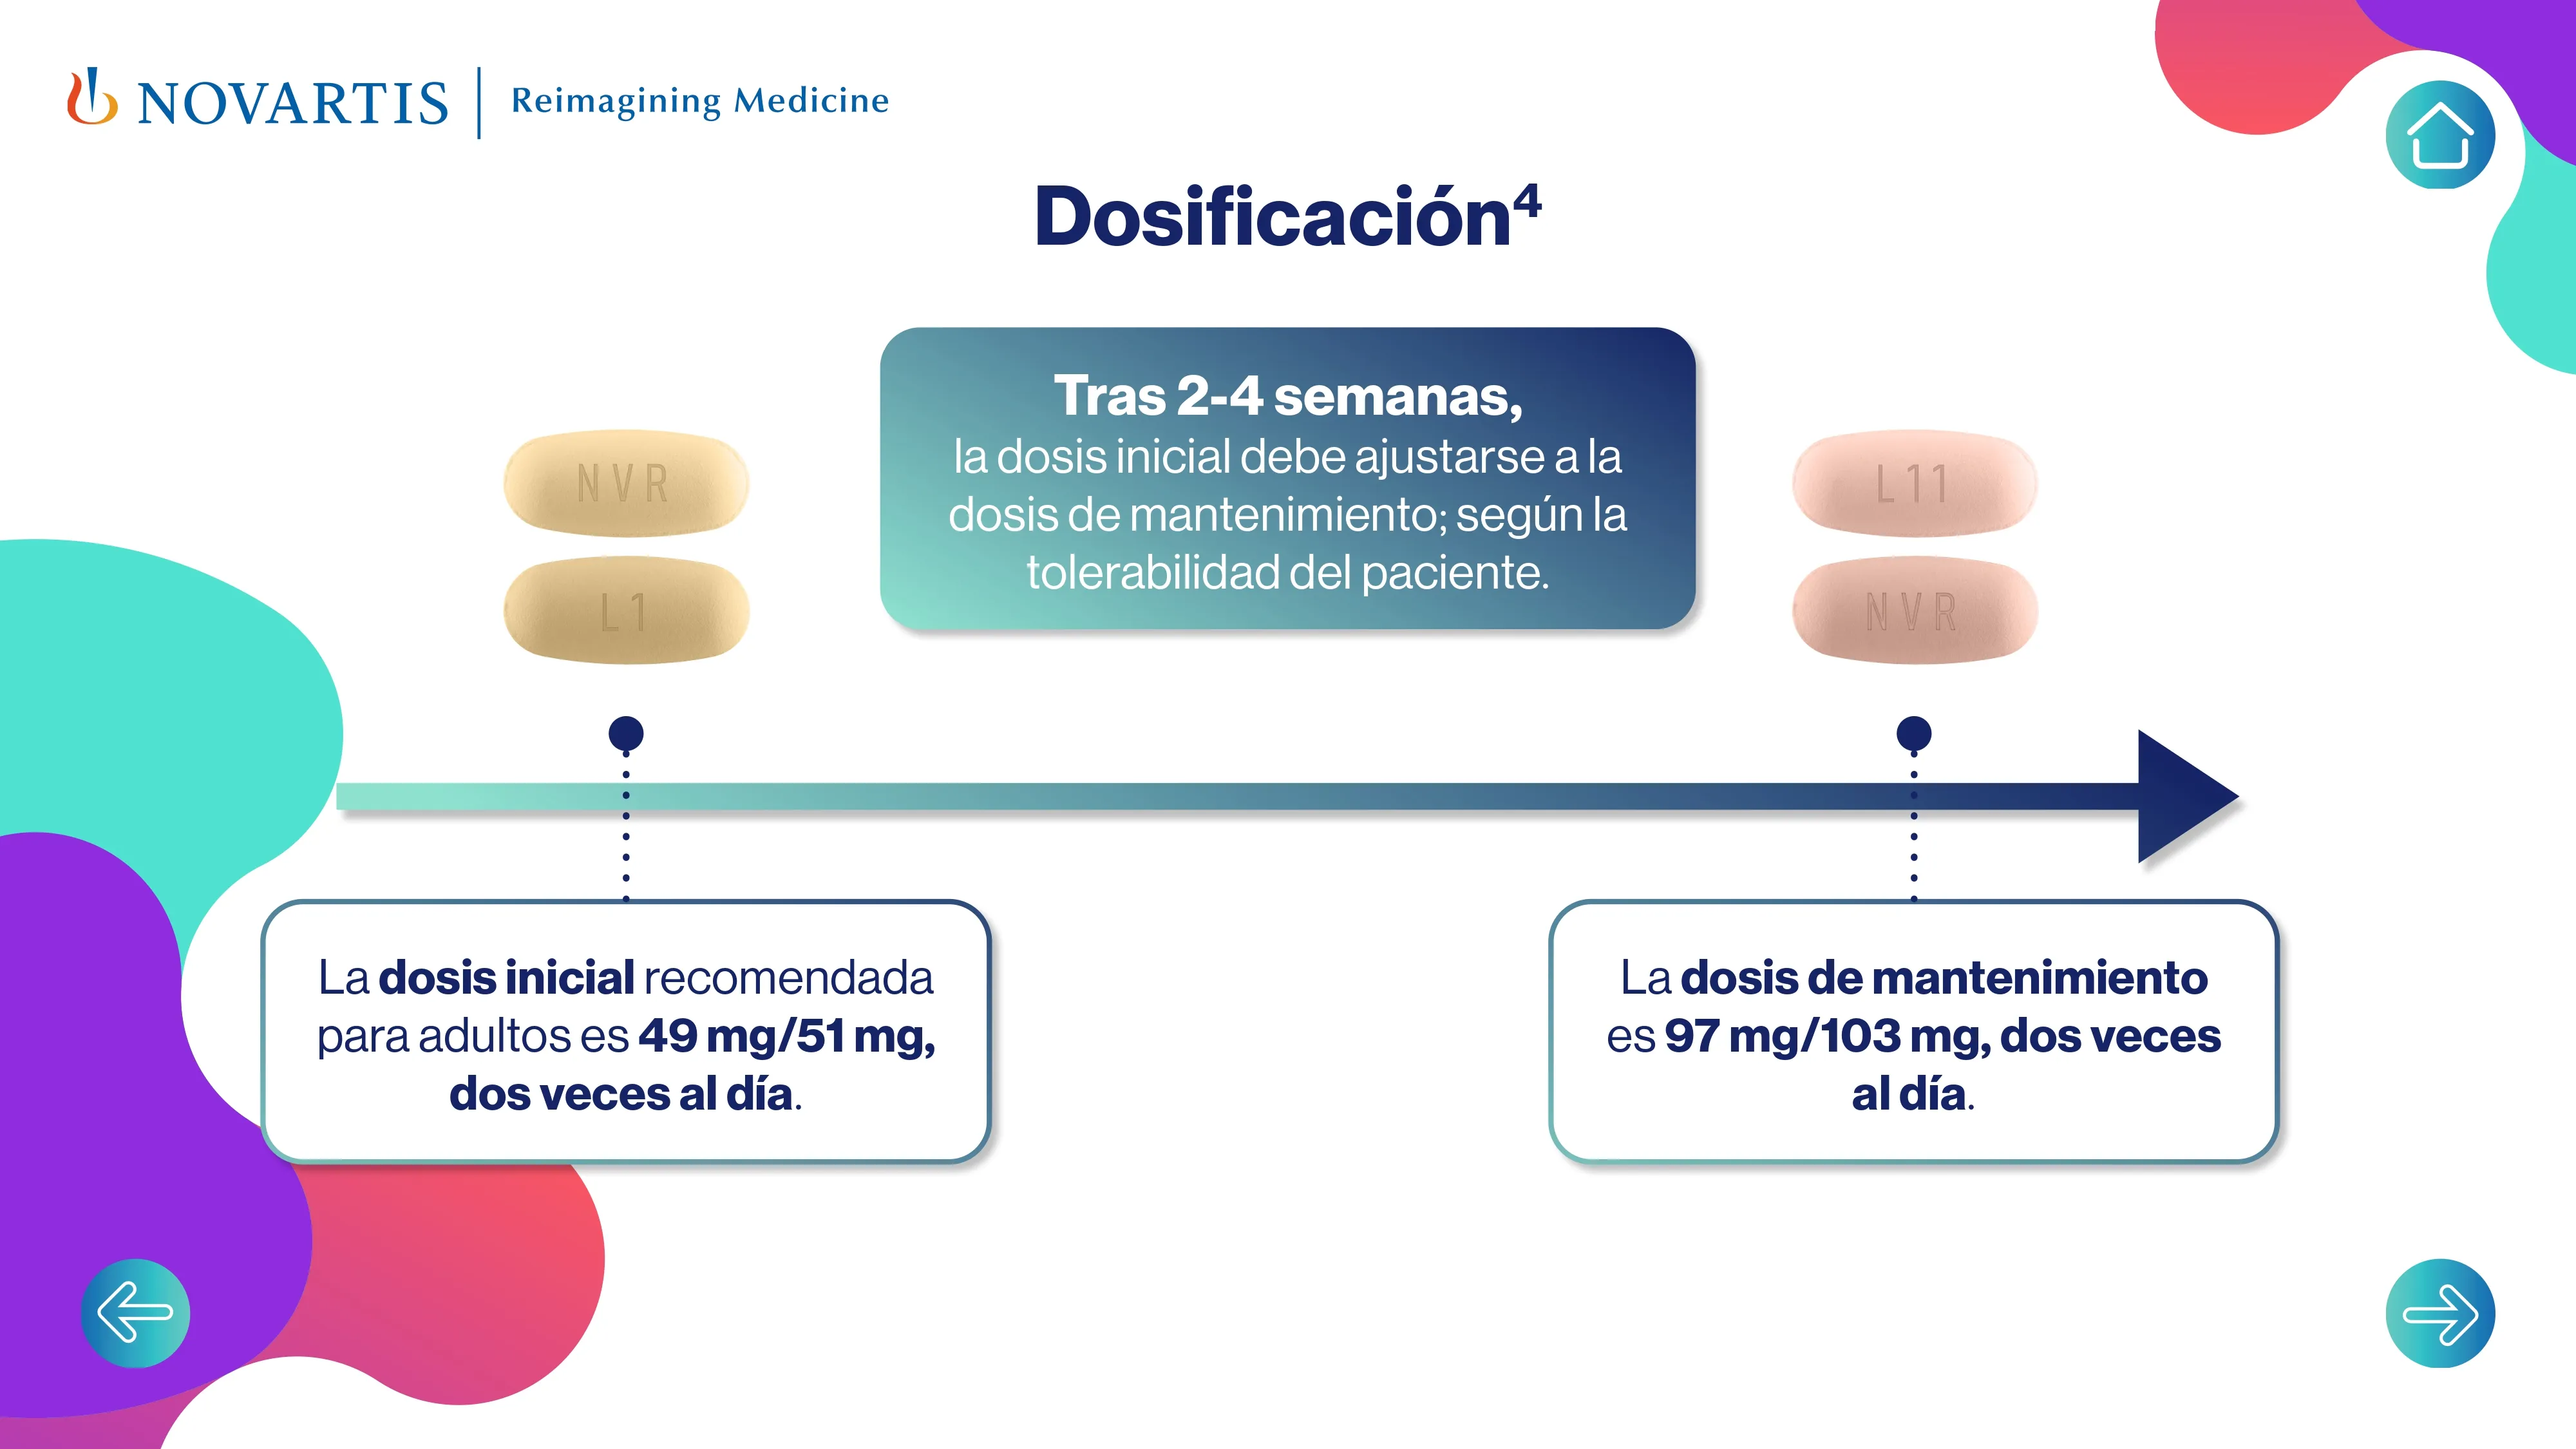 NOVARTIS | Reimagining Medicine
Dosificación⁴
Tras 2-4 semanas,
la dosis inicial debe ajustarse a la
dosis de mantenimiento; según la
tolerabilidad del paciente.
NVR
L1
L11
NVR
La dosis inicial recomendada
para adultos es 49 mg/51 mg,
dos veces al día.
La dosis de mantenimiento
es 97 mg/103 mg, dos veces
al día.